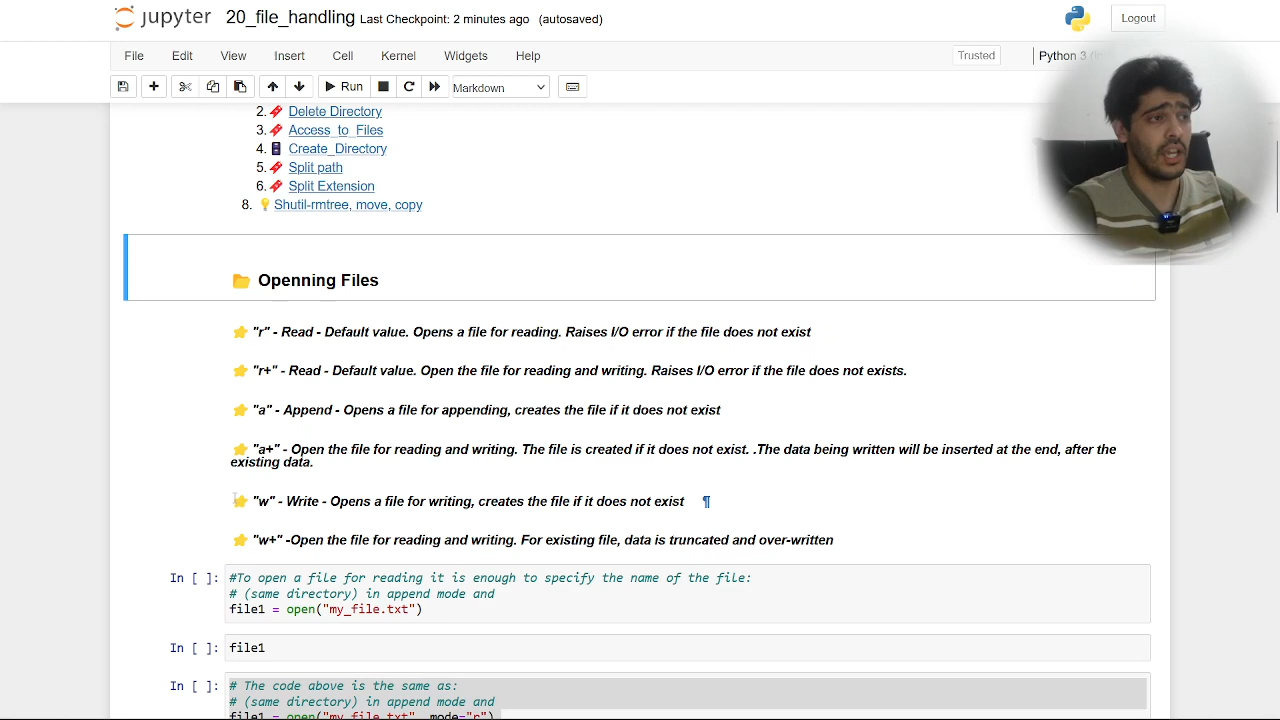 jupyter 20_file_handling Last Checkpoint: 2 minutes ago (autosaved)
Logout
File Edit View Insert Cell Kernel Widgets Help
Trusted Python 3
Run Markdown
2. Delete Directory
3. Access_to_Files
4. Create_Directory
5. Split path
6. Split Extension
8. Shutil-rmtree, move, copy
Openning Files
"r" - Read - Default value. Opens a file for reading. Raises I/O error if the file does not exist
"r+" - Read - Default value. Open the file for reading and writing. Raises I/O error if the file does not exists.
"a" - Append - Opens a file for appending, creates the file if it does not exist
"a+" - Open the file for reading and writing. The file is created if it does not exist. .The data being written will be inserted at the end, after the
existing data.
"w" - Write - Opens a file for writing, creates the file if it does not exist ¶
"w+" -Open the file for reading and writing. For existing file, data is truncated and over-written
In [ ]: #To open a file for reading it is enough to specify the name of the file:
# (same directory) in append mode and
file1 = open("my_file.txt")
In [ ]: file1
In [ ]: # The code above is the same as:
# (same directory) in append mode and
file1 = open("my_file.txt", mode="r")